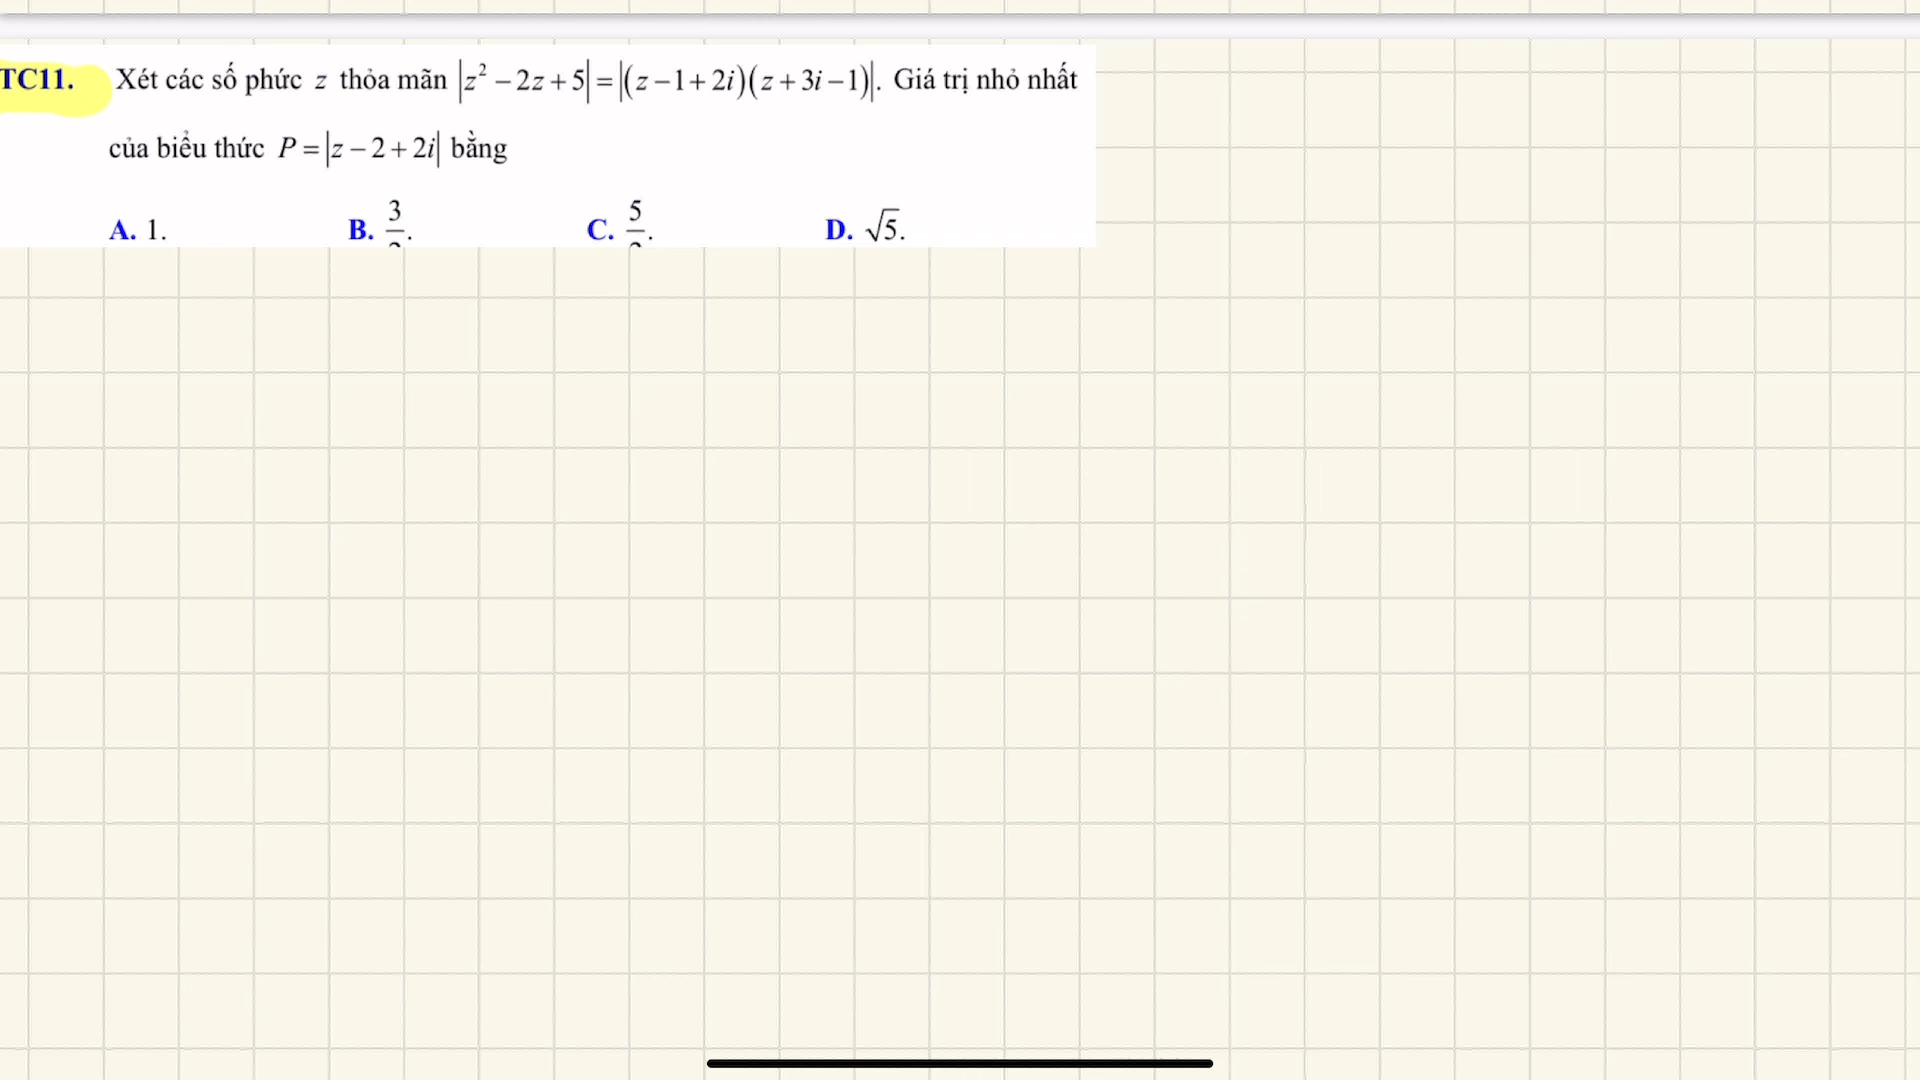 TC11. Xét các số phức z thỏa mãn |z² − 2z + 5| = |(z − 1 + 2i)(z + 3i − 1)|. Giá trị nhỏ nhất
của biểu thức P = |z − 2 + 2i| bằng
A. 1. B. 3/. C. 5/. D. √5.